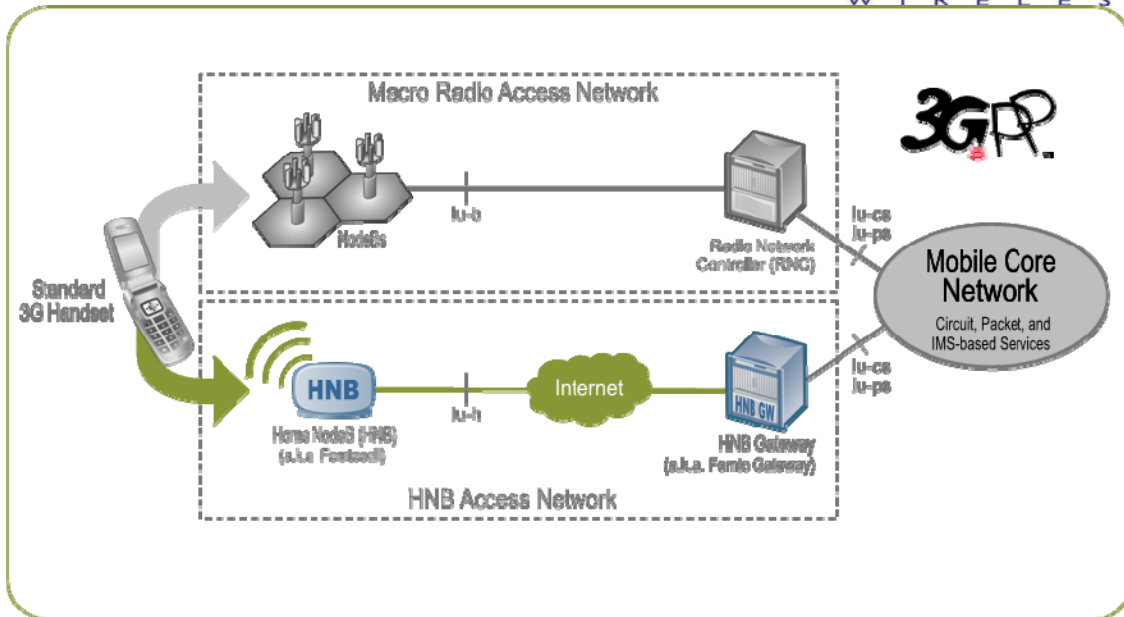 W I R E L E S
Macro Radio Access Network
3GPP
TM
NodeBs
Iu-b
Radio Network
Controller (RNC)
Iu-cs
Iu-ps
Mobile Core
Network
Circuit, Packet, and
IMS-based Services
Standard
3G Handset
HNB
Iu-h
Internet
HNB GW
Iu-cs
Iu-ps
Home NodeB (HNB)
(a.k.a Femtocell)
HNB Gateway
(a.k.a. Femto Gateway)
HNB Access Network